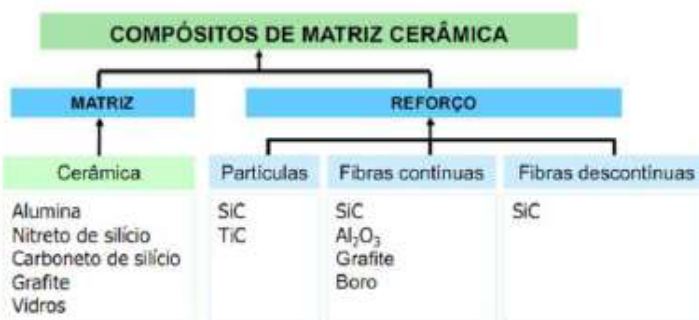 COMPÓSITOS DE MATRIZ CERÂMICA
MATRIZ
REFORÇO
Cerâmica
Partículas
Fibras contínuas
Fibras descontínuas
Alumina
Nitreto de silício
Carboneto de silício
Grafite
Vidros
SiC
TiC
SiC
Al₂O₃
Grafite
Boro
SiC